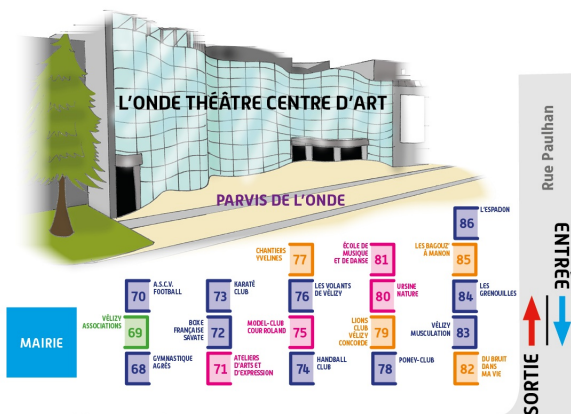 L'ONDE THÉÂTRE CENTRE D'ART
PARVIS DE L'ONDE
Rue Paulhan
ENTRÉE
SORTIE
MAIRIE
86
L'ESPADON
CHANTIERS
YVELINES
77
ÉCOLE DE
MUSIQUE
ET DE DANSE
81
LES BAGOUZ'
À MANON
85
70
A.S.C.V.
FOOTBALL
73
KARATÉ
CLUB
76
LES VOLANTS
DE VÉLIZY
80
URSINE
NATURE
84
LES
GRENOUILLES
VÉLIZY
ASSOCIATIONS
69
BOXE
FRANÇAISE
SAVATE
72
MODEL-CLUB
COUR ROLAND
75
LIONS
CLUB
VÉLIZY
CONCORDE
79
VÉLIZY
MUSCULATION
83
68
GYMNASTIQUE
AGRÈS
71
ATELIERS
D'ARTS ET
D'EXPRESSION
74
HANDBALL
CLUB
78
PONEY-CLUB
82
DU BRUIT
DANS
MA VIE